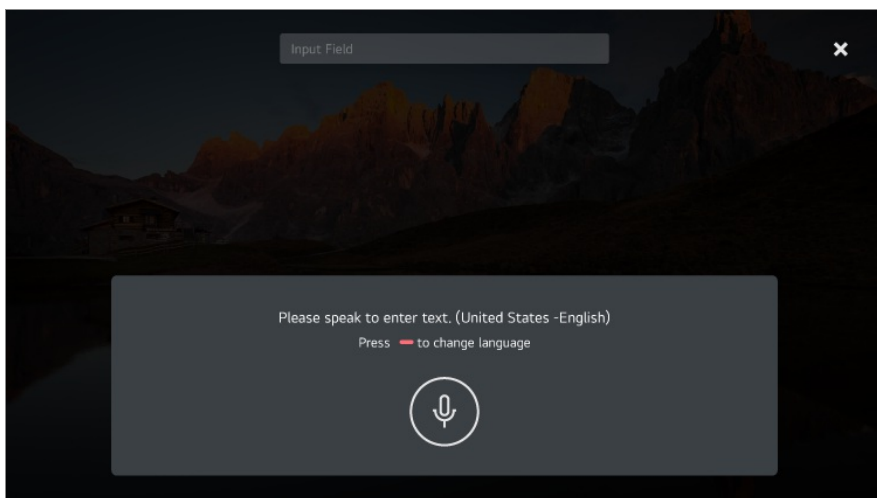 Input Field
Please speak to enter text. (United States -English)
Press to change language